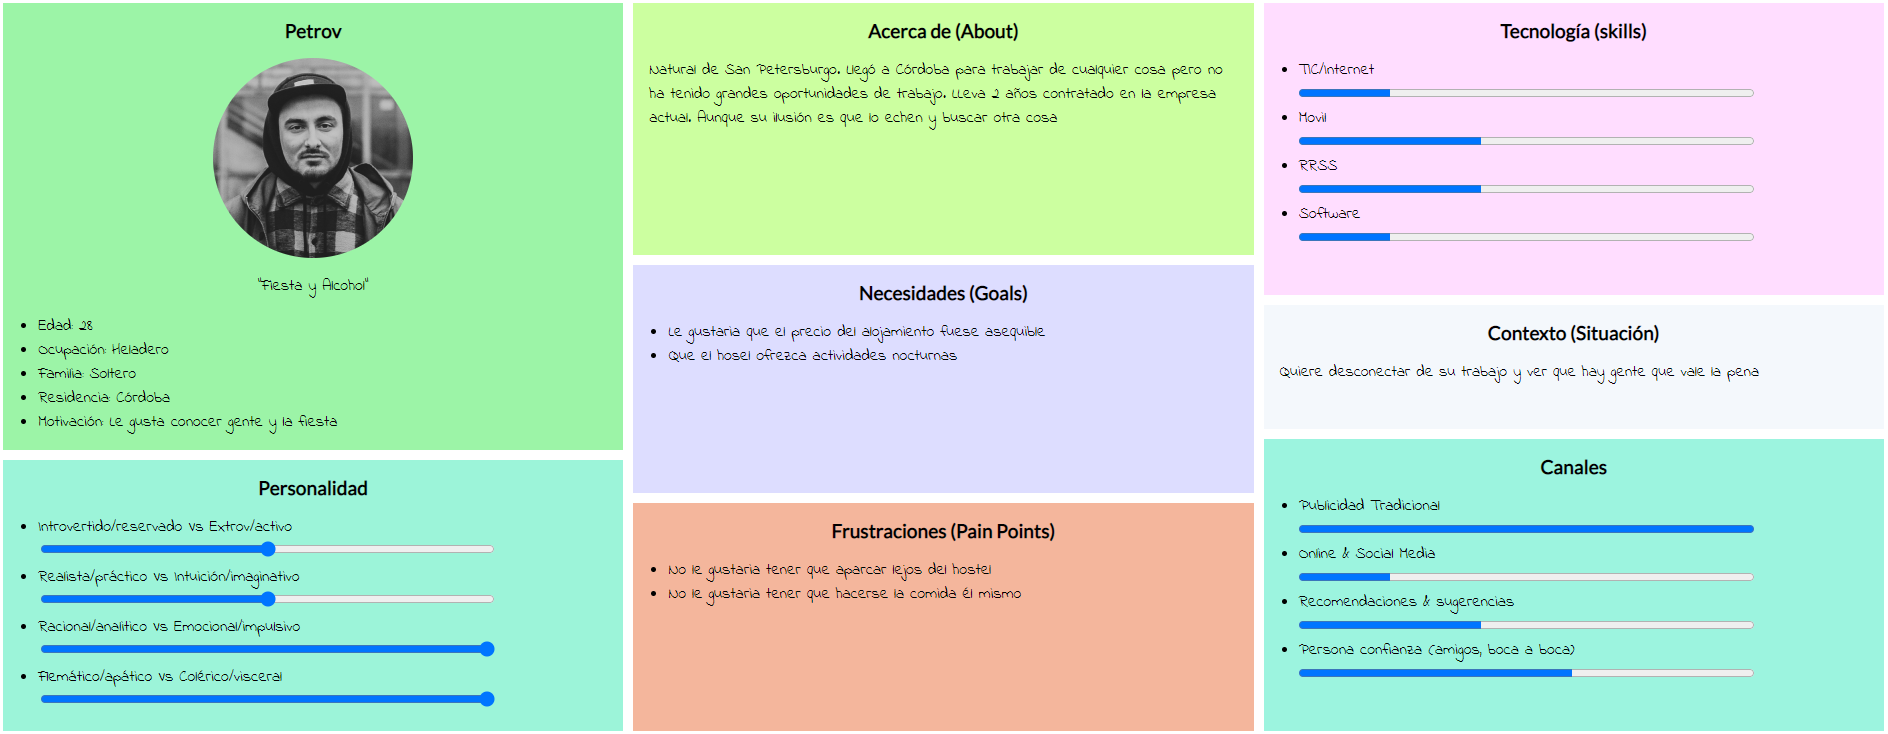 Petrov
"Fiesta y Alcohol"
Edad: 28
Ocupación: Heladero
Familia: Soltero
Residencia: Córdoba
Motivación: Le gusta conocer gente y la fiesta
Personalidad
Introvertido/reservado Vs Extrov/activo
Realista/práctico Vs Intuición/imaginativo
Racional/analítico Vs Emocional/impulsivo
Flemático/apático Vs Colérico/visceral
Acerca de (About)
Natural de San Petersburgo. Llegó a Córdoba para trabajar de cualquier cosa pero no
ha tenido grandes oportunidades de trabajo. LLeva 2 años contratado en la empresa
actual. Aunque su ilusión es que lo echen y buscar otra cosa
Necesidades (Goals)
Le gustaria que el precio del alojamiento fuese asequible
Que el hosel ofrezca actividades nocturnas
Frustraciones (Pain Points)
No le gustaria tener que aparcar lejos del hostel
No le gustaria tener que hacerse la comida él mismo
Tecnología (skills)
TIC/Internet
Movil
RRSS
Software
Contexto (Situación)
Quiere desconectar de su trabajo y ver que hay gente que vale la pena
Canales
Publicidad Tradicional
Online & Social Media
Recomendaciones & sugerencias
Persona confianza (amigos, boca a boca)